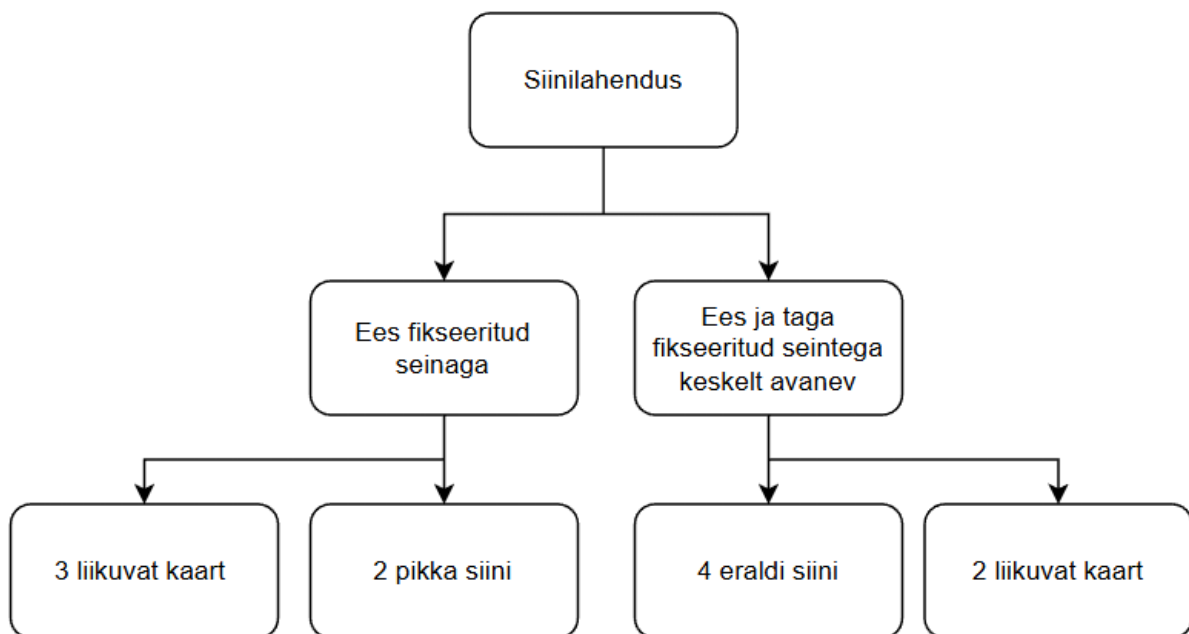 Siinilahendus
Ees fikseeritud
seinaga
Ees ja taga
fikseeritud seintega
keskelt avanev
3 liikuvat kaart
2 pikka siini
4 eraldi siini
2 liikuvat kaart